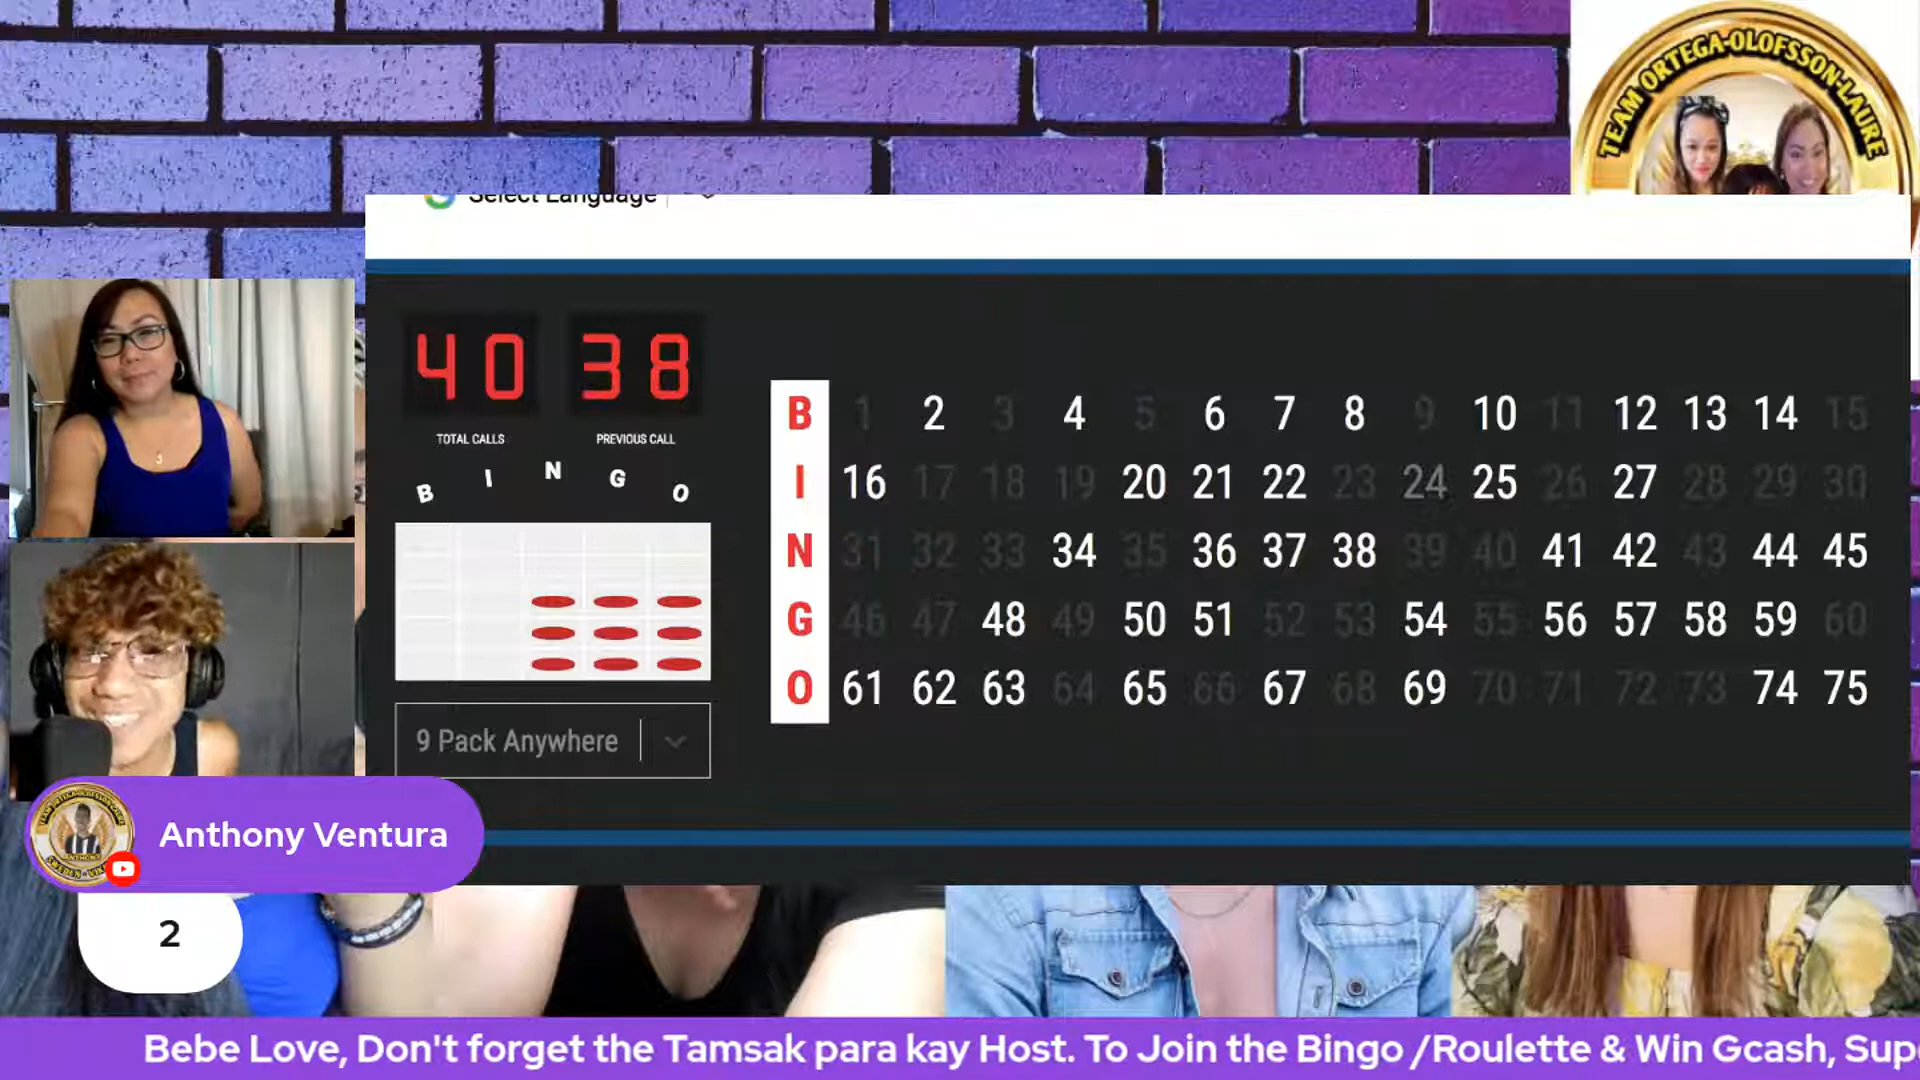 TEAM ORTEGA-OLOFSSON-LAURE
Select Language
40 38
TOTAL CALLS PREVIOUS CALL
B I N G O
9 Pack Anywhere
B 1 2 3 4 5 6 7 8 9 10 11 12 13 14 15
I 16 17 18 19 20 21 22 23 24 25 26 27 28 29 30
N 31 32 33 34 35 36 37 38 39 40 41 42 43 44 45
G 46 47 48 49 50 51 52 53 54 55 56 57 58 59 60
O 61 62 63 64 65 66 67 68 69 70 71 72 73 74 75
Anthony Ventura
2
Bebe Love, Don't forget the Tamsak para kay Host. To Join the Bingo /Roulette & Win Gcash, Sup